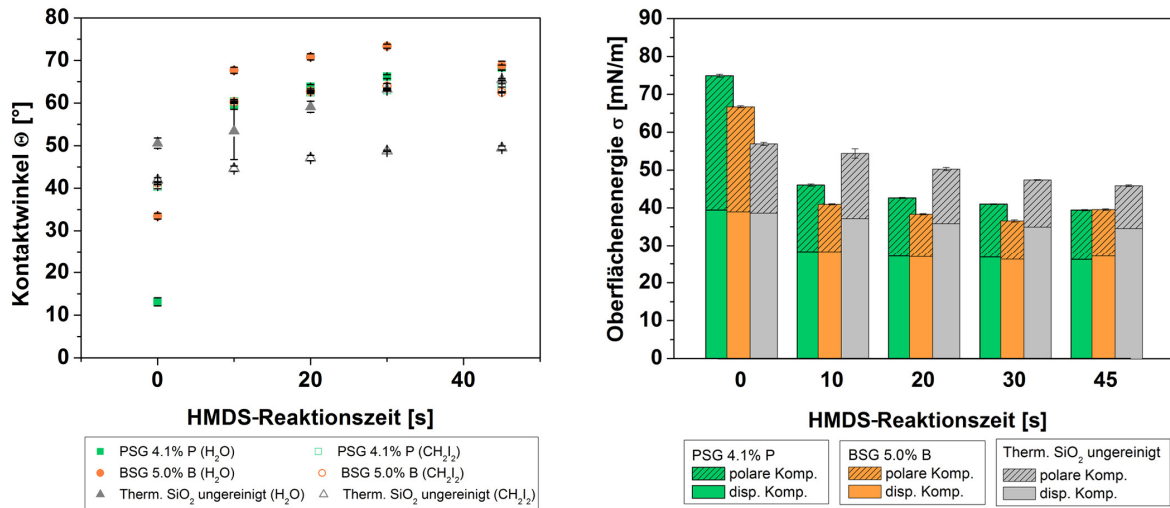 80
70
60
50
40
30
20
10
0
Kontaktwinkel Θ [°]
0
20
40
HMDS-Reaktionszeit [s]
PSG 4.1% P (H₂O)
PSG 4.1% P (CH₂I₂)
BSG 5.0% B (H₂O)
BSG 5.0% B (CH₂I₂)
Therm. SiO₂ ungereinigt (H₂O)
Therm. SiO₂ ungereinigt (CH₂I₂)
90
80
70
60
50
40
30
20
10
0
Oberflächenenergie σ [mN/m]
0
10
20
30
45
HMDS-Reaktionszeit [s]
PSG 4.1% P
polare Komp.
disp. Komp.
BSG 5.0% B
polare Komp.
disp. Komp.
Therm. SiO₂ ungereinigt
polare Komp.
disp. Komp.